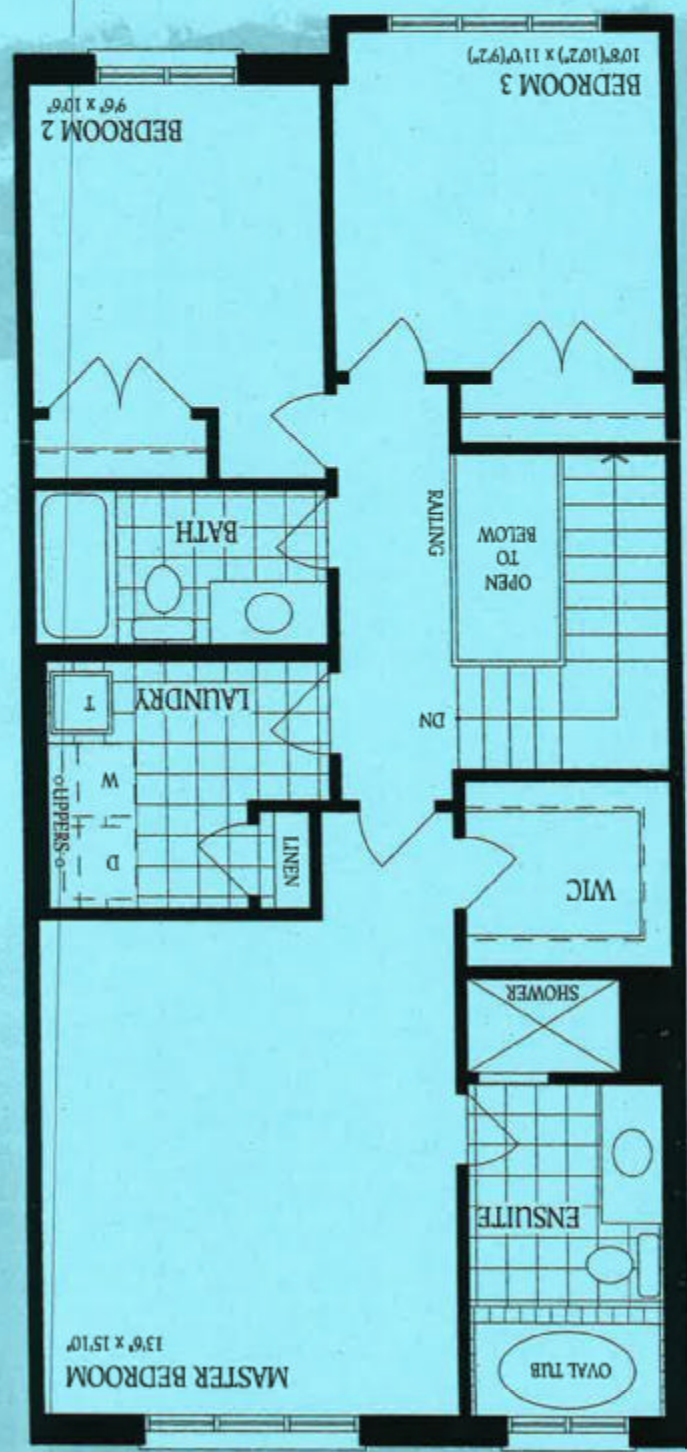 MASTER BEDROOM
13'6" x 15'10"
OVAL TUB
ENSUITE
SHOWER
WIC
LINEN
D
W
UPPERS
T
LAUNDRY
DN
OPEN
TO
BELOW
RAILING
BATH
BEDROOM 2
9'6" x 10'6"
BEDROOM 3
10'8"(10'2") x 11'0"(9'2")